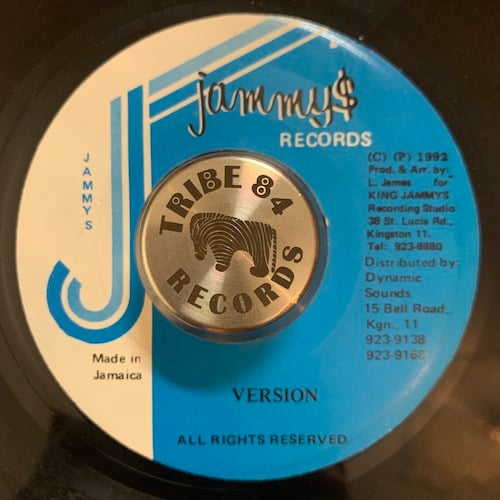 jammy$
RECORDS
JAMMYS
(C) (P) 1992
Prod. & Arr. by:
L. James for
KING JAMMYS
Recording Studio
38 St. Lucia Rd.,
Kingston 11.
Tel: 923-8880
Distributed by:
Dynamic
Sounds
15 Bell Road,
Kgn., 11
923-9138
923-9168
TRIBE 84
RECORDS
Made in
Jamaica
VERSION
ALL RIGHTS RESERVED